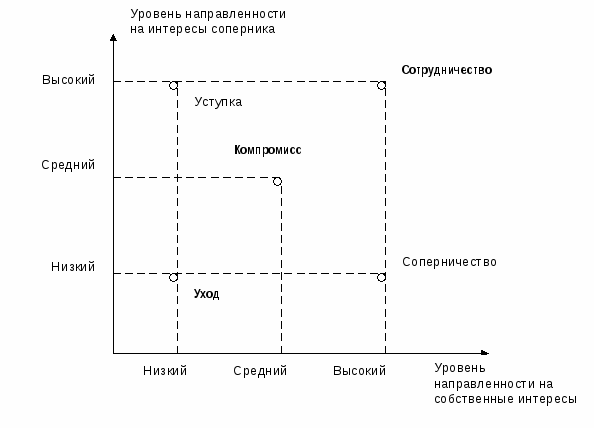 Уровень направленности
на интересы соперника
Высокий
Сотрудничество
Уступка
Компромисс
Средний
Низкий
Соперничество
Уход
Низкий
Средний
Высокий
Уровень
направленности на
собственные интересы